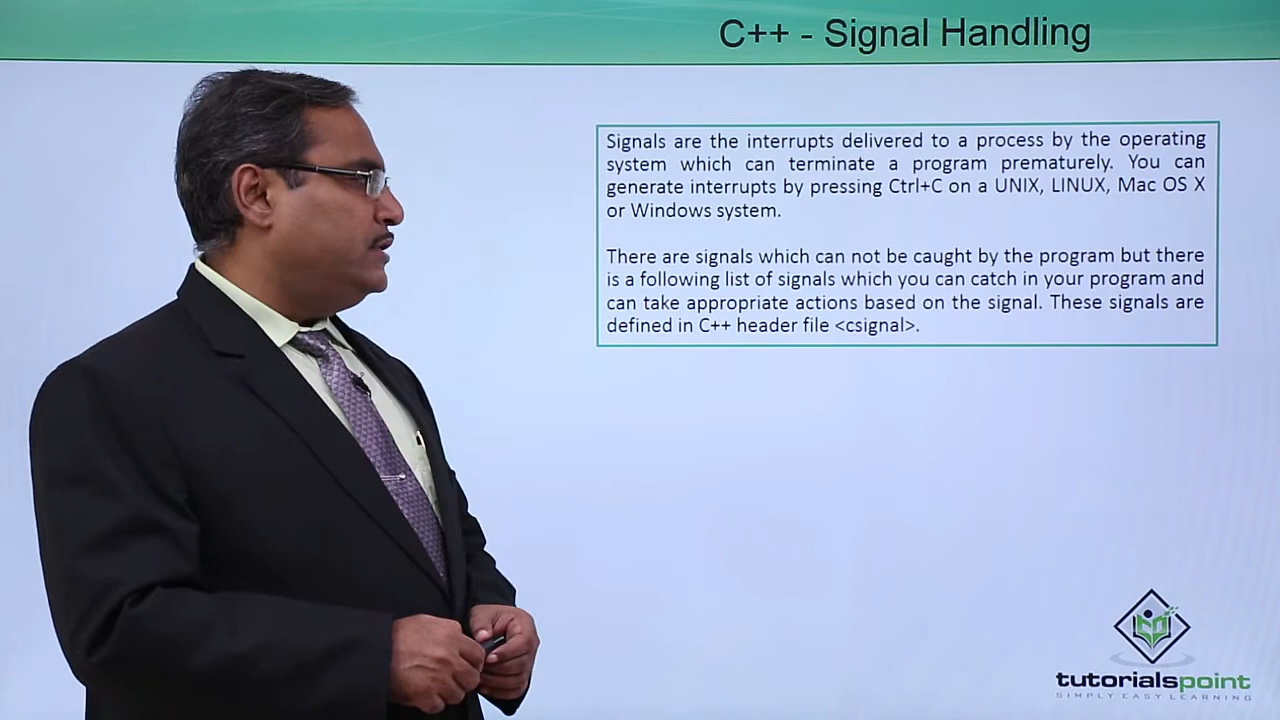 C++ - Signal Handling
Signals are the interrupts delivered to a process by the operating
system which can terminate a program prematurely. You can
generate interrupts by pressing Ctrl+C on a UNIX, LINUX, Mac OS X
or Windows system.
There are signals which can not be caught by the program but there
is a following list of signals which you can catch in your program and
can take appropriate actions based on the signal. These signals are
defined in C++ header file <csignal>.
tutorialspoint
SIMPLY EASY LEARNING